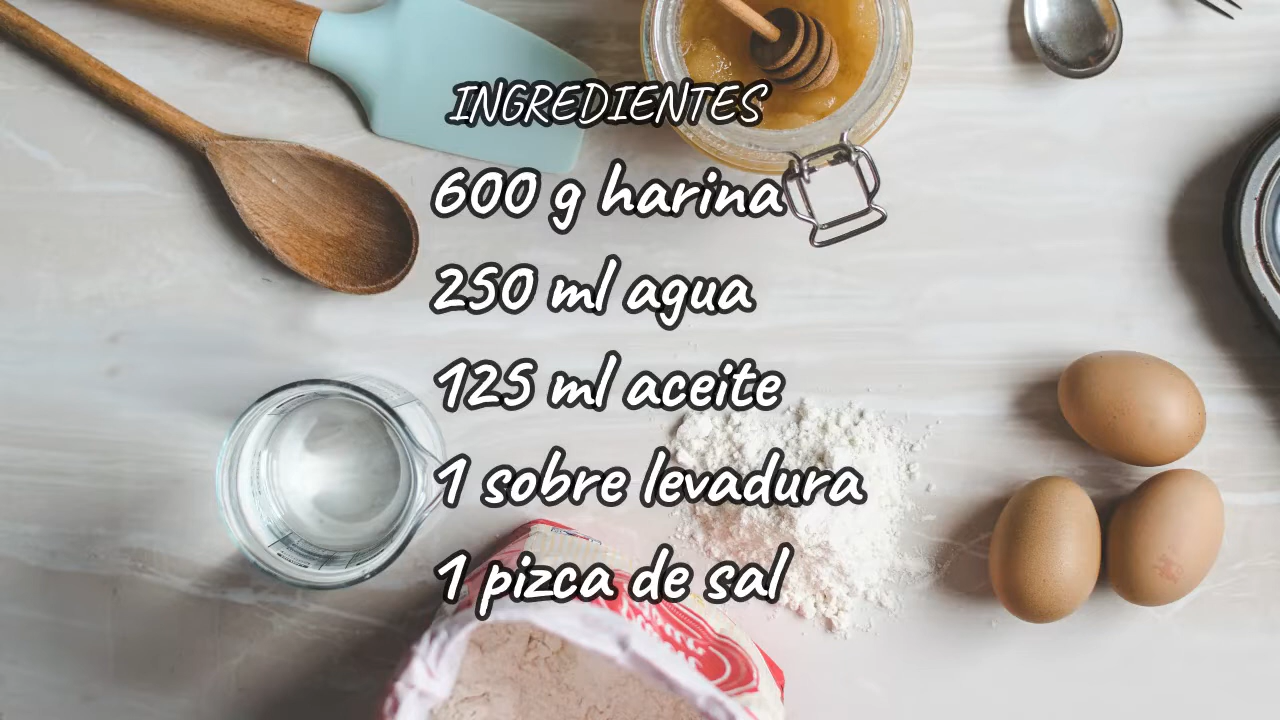 INGREDIENTES
600 g harina
250 ml agua
125 ml aceite
1 sobre levadura
1 pizca de sal